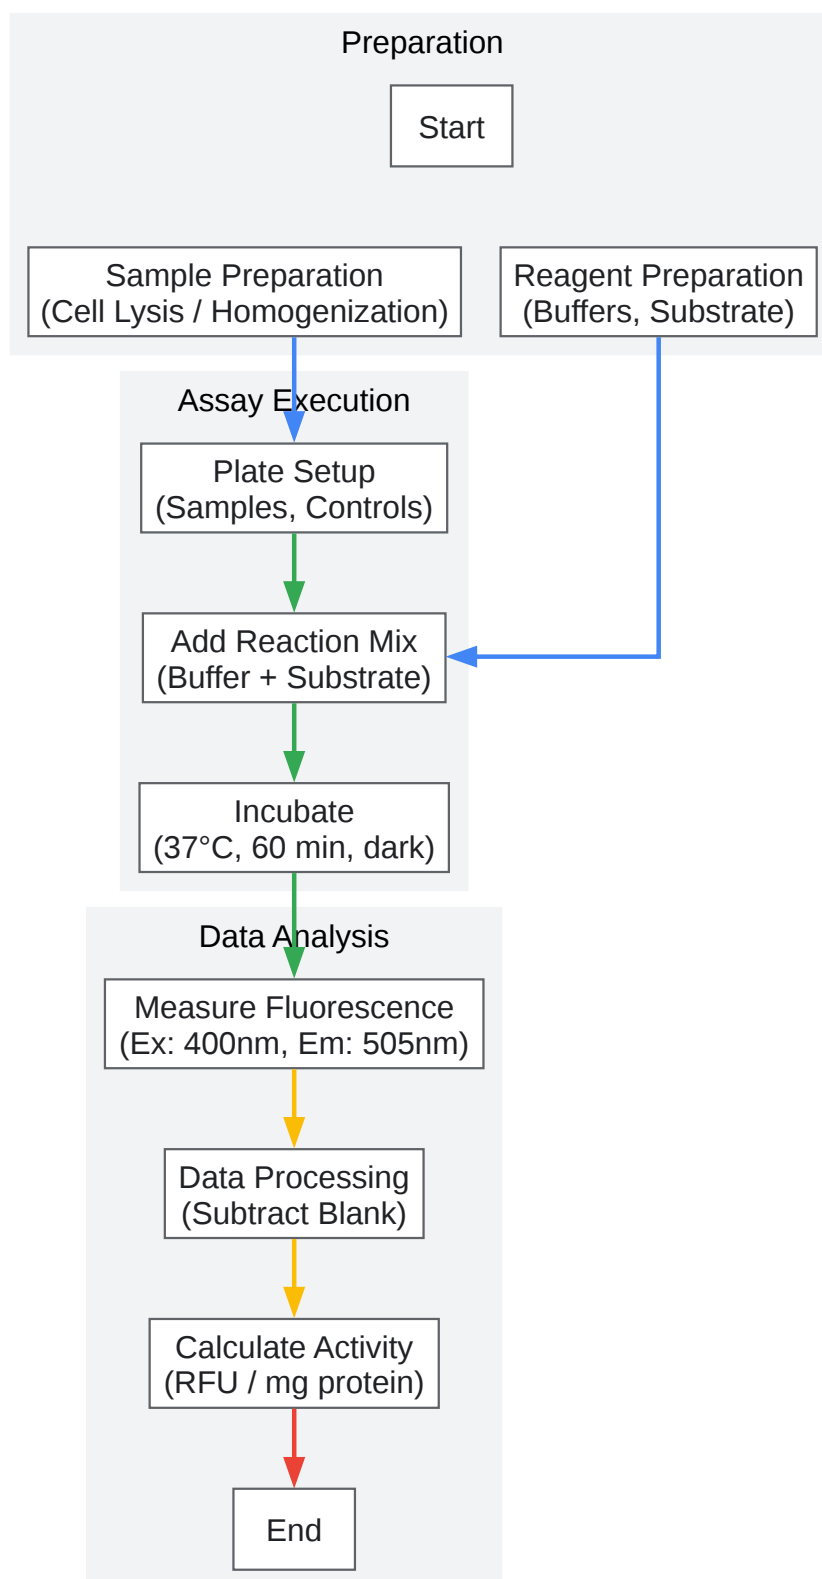 Preparation
Start
Sample Preparation
(Cell Lysis / Homogenization)
Reagent Preparation
(Buffers, Substrate)
Assay Execution
Plate Setup
(Samples, Controls)
Add Reaction Mix
(Buffer + Substrate)
Incubate
(37°C, 60 min, dark)
Data Analysis
Measure Fluorescence
(Ex: 400nm, Em: 505nm)
Data Processing
(Subtract Blank)
Calculate Activity
(RFU / mg protein)
End